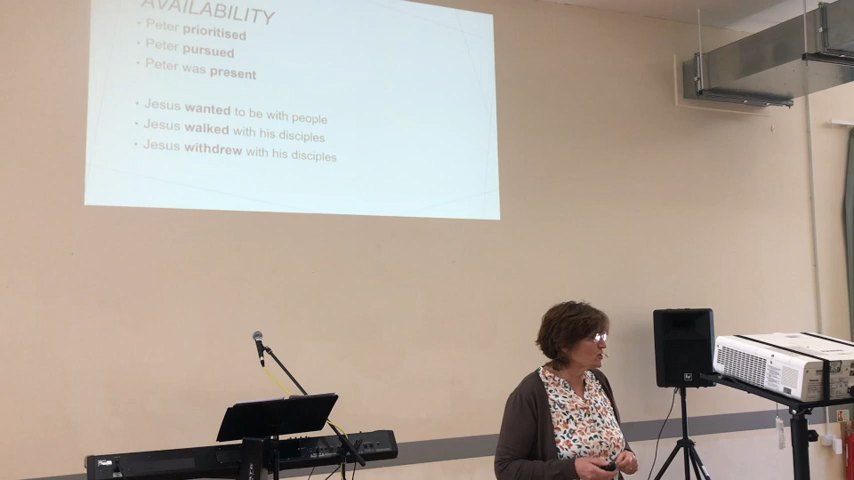 AVAILABILITY
• Peter prioritised
• Peter pursued
• Peter was present
• Jesus wanted to be with people
• Jesus walked with his disciples
• Jesus withdrew with his disciples